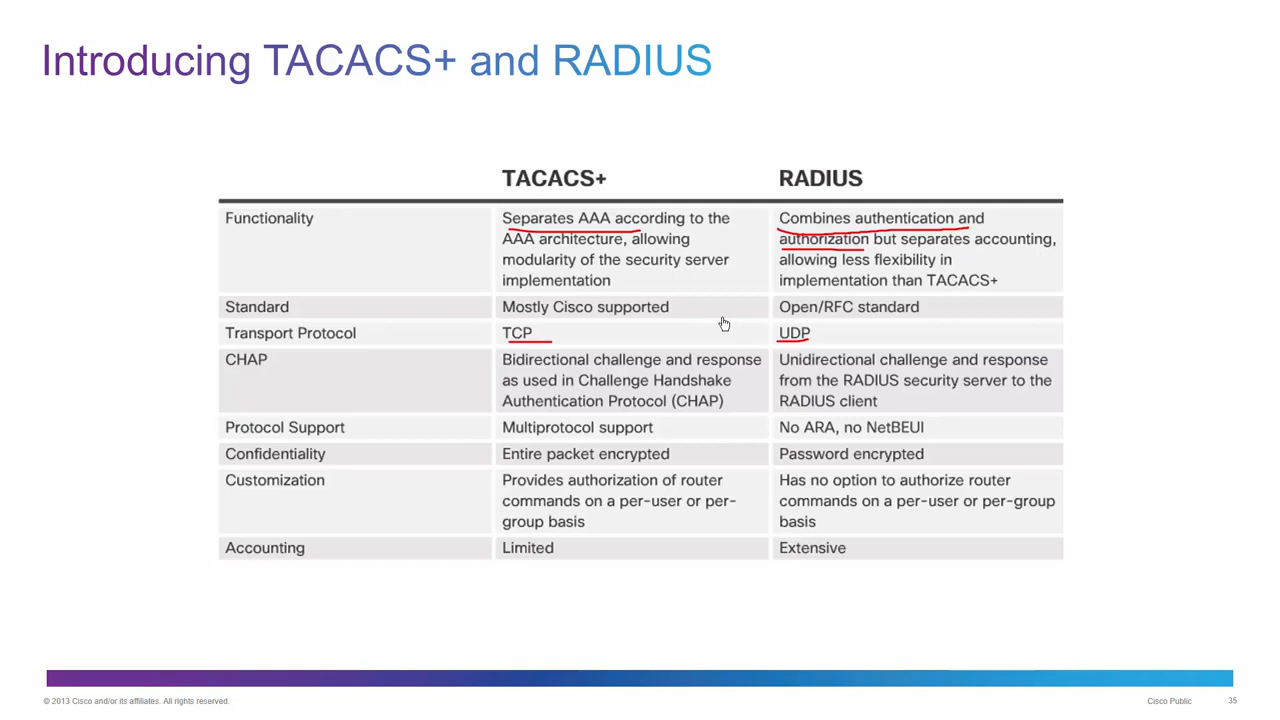 Introducing TACACS+ and RADIUS
TACACS+ RADIUS
Functionality
Separates AAA according to the
AAA architecture, allowing
modularity of the security server
implementation
Combines authentication and
authorization but separates accounting,
allowing less flexibility in
implementation than TACACS+
Standard
Mostly Cisco supported
Open/RFC standard
Transport Protocol
TCP
UDP
CHAP
Bidirectional challenge and response
as used in Challenge Handshake
Authentication Protocol (CHAP)
Unidirectional challenge and response
from the RADIUS security server to the
RADIUS client
Protocol Support
Multiprotocol support
No ARA, no NetBEUI
Confidentiality
Entire packet encrypted
Password encrypted
Customization
Provides authorization of router
commands on a per-user or per-
group basis
Has no option to authorize router
commands on a per-user or per-group
basis
Accounting
Limited
Extensive
© 2013 Cisco and/or its affiliates. All rights reserved.
Cisco Public
35